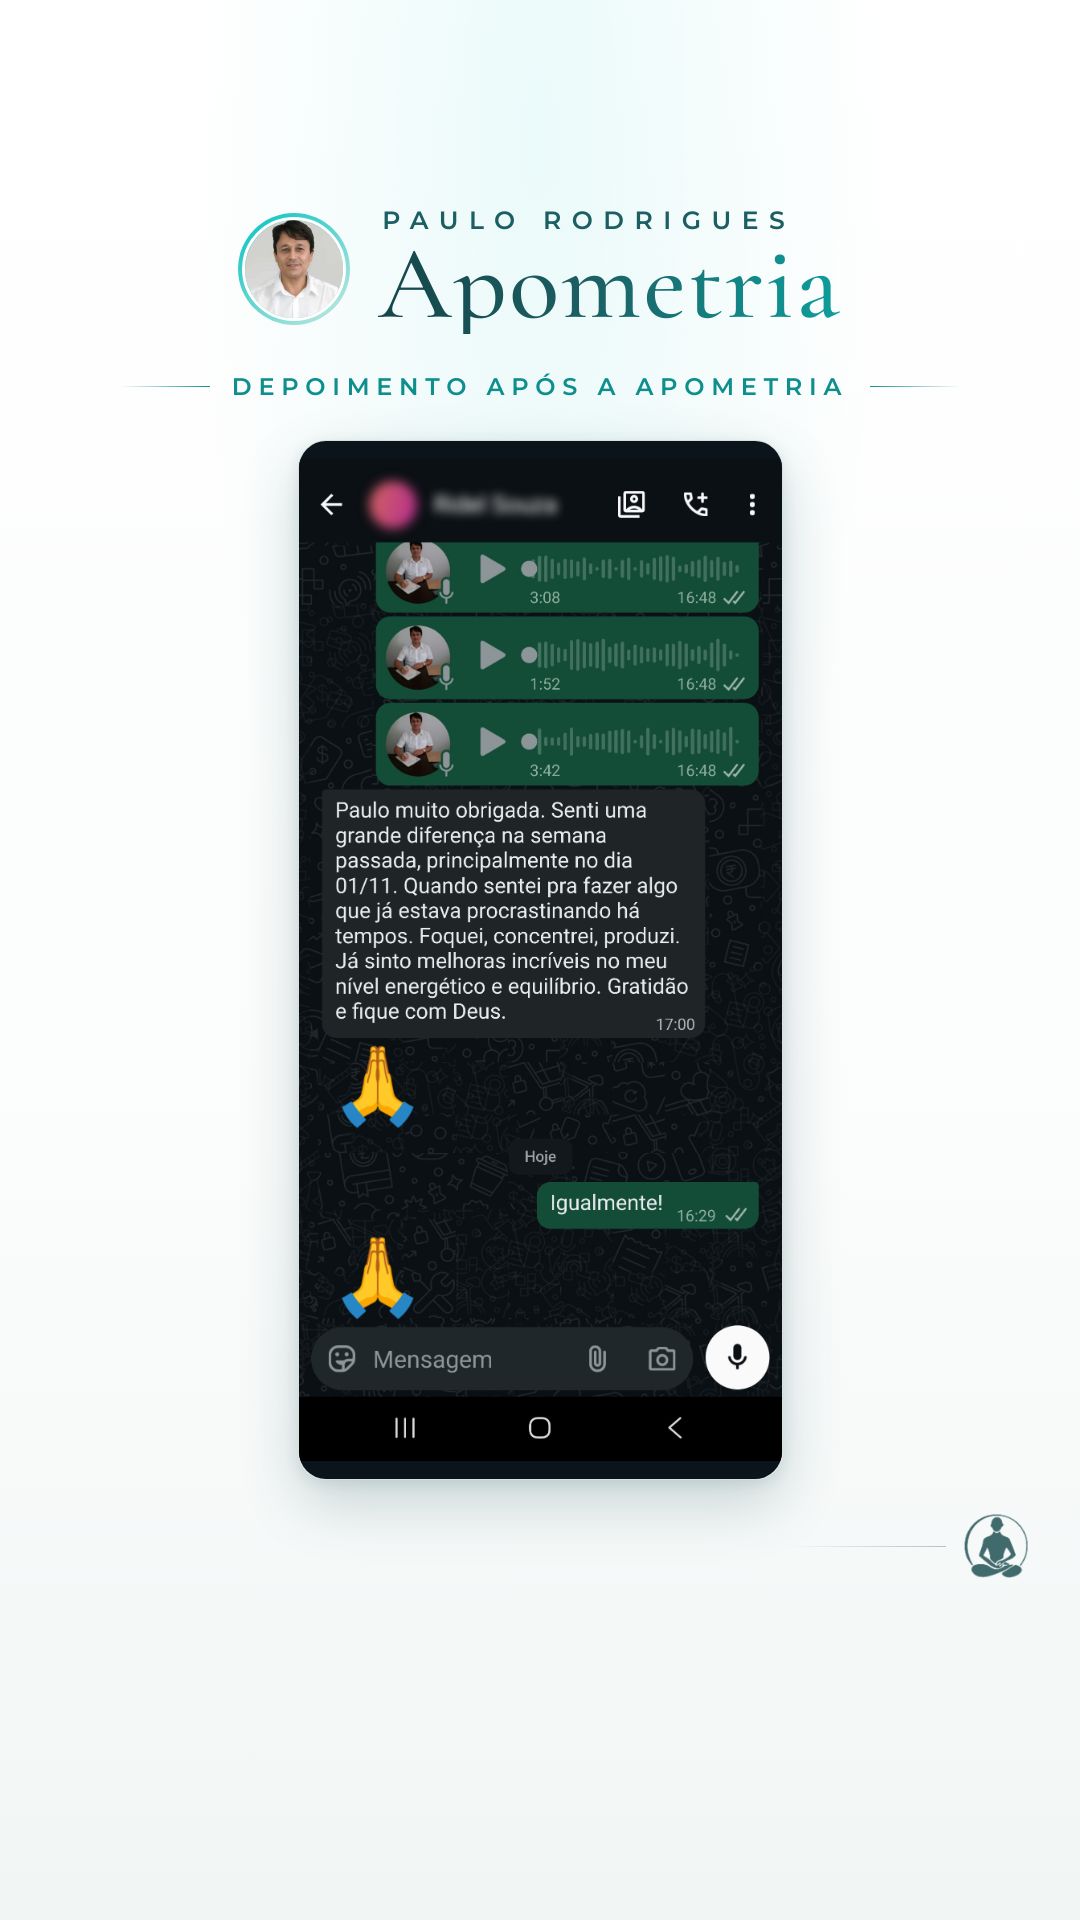 PAULO RODRIGUES
Apometria
DEPOIMENTO APÓS A APOMETRIA
3:08 16:48
1:52 16:48
3:42 16:48
Paulo muito obrigada. Senti uma
grande diferença na semana
passada, principalmente no dia
01/11. Quando sentei pra fazer algo
que já estava procrastinando há
tempos. Foquei, concentrei, produzi.
Já sinto melhoras incríveis no meu
nível energético e equilíbrio. Gratidão
e fique com Deus.
17:00
Hoje
Igualmente! 16:29
Mensagem